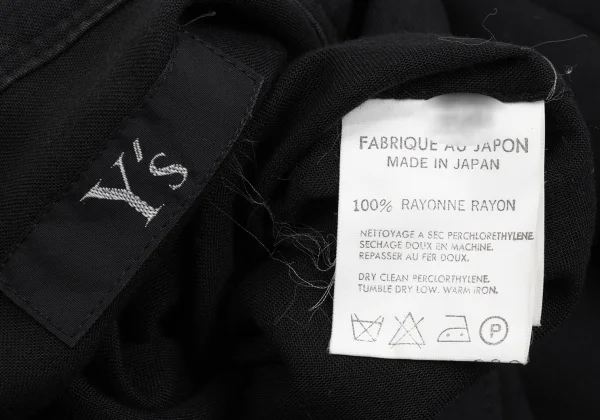 Y's
FABRIQUE AU JAPON
MADE IN JAPAN
100% RAYONNE RAYON
NETTOYAGE A SEC PERCHLORETHYLENE
SECHAGE DOUX EN MACHINE.
REPASSER AU FER DOUX.
DRY CLEAN PERCLORTHYLENE.
TUMBLE DRY LOW. WARM IRON.
P